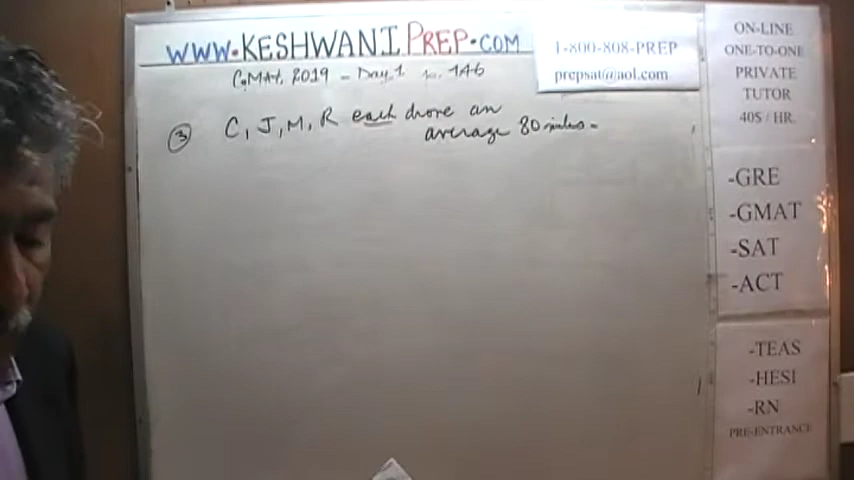 WWW.KESHWANIPREP.COM
GMAT 2019 - Day 1 p. 146
③ C, J, M, R each drove an
average 80 miles.
1-800-808-PREP
prepsat@aol.com
ON-LINE
ONE-TO-ONE
PRIVATE
TUTOR
40$ / HR.
-GRE
-GMAT
-SAT
-ACT
-TEAS
-HESI
-RN
PRE-ENTRANCE